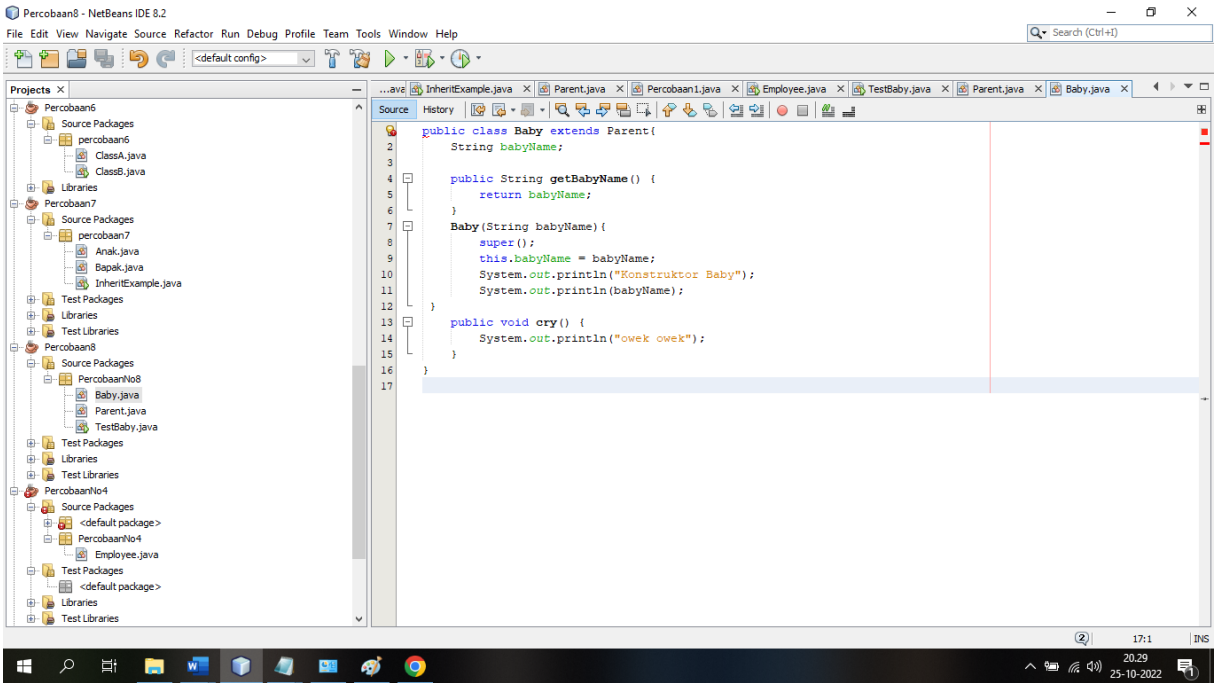 Percobaan8 - NetBeans IDE 8.2
File Edit View Navigate Source Refactor Run Debug Profile Team Tools Window Help
Search (Ctrl+I)
<default config>
Projects
Percobaan6
Source Packages
percobaan6
ClassA.java
ClassB.java
Libraries
Percobaan7
Source Packages
percobaan7
Anak.java
Bapak.java
InheritExample.java
Test Packages
Libraries
Test Libraries
Percobaan8
Source Packages
PercobaanNo8
Baby.java
Parent.java
TestBaby.java
Test Packages
Libraries
Test Libraries
PercobaanNo4
Source Packages
<default package>
PercobaanNo4
Employee.java
Test Packages
<default package>
Libraries
Test Libraries
...ava InheritExample.java Parent.java Percobaan1.java Employee.java TestBaby.java Parent.java Baby.java
Source History
public class Baby extends Parent{
2 String babyName;
3
4 public String getBabyName() {
5 return babyName;
6 }
7 Baby(String babyName){
8 super();
9 this.babyName = babyName;
10 System.out.println("Konstruktor Baby");
11 System.out.println(babyName);
12 }
13 public void cry() {
14 System.out.println("owek owek");
15 }
16 }
17
2 17:1 INS
20.29
25-10-2022
1